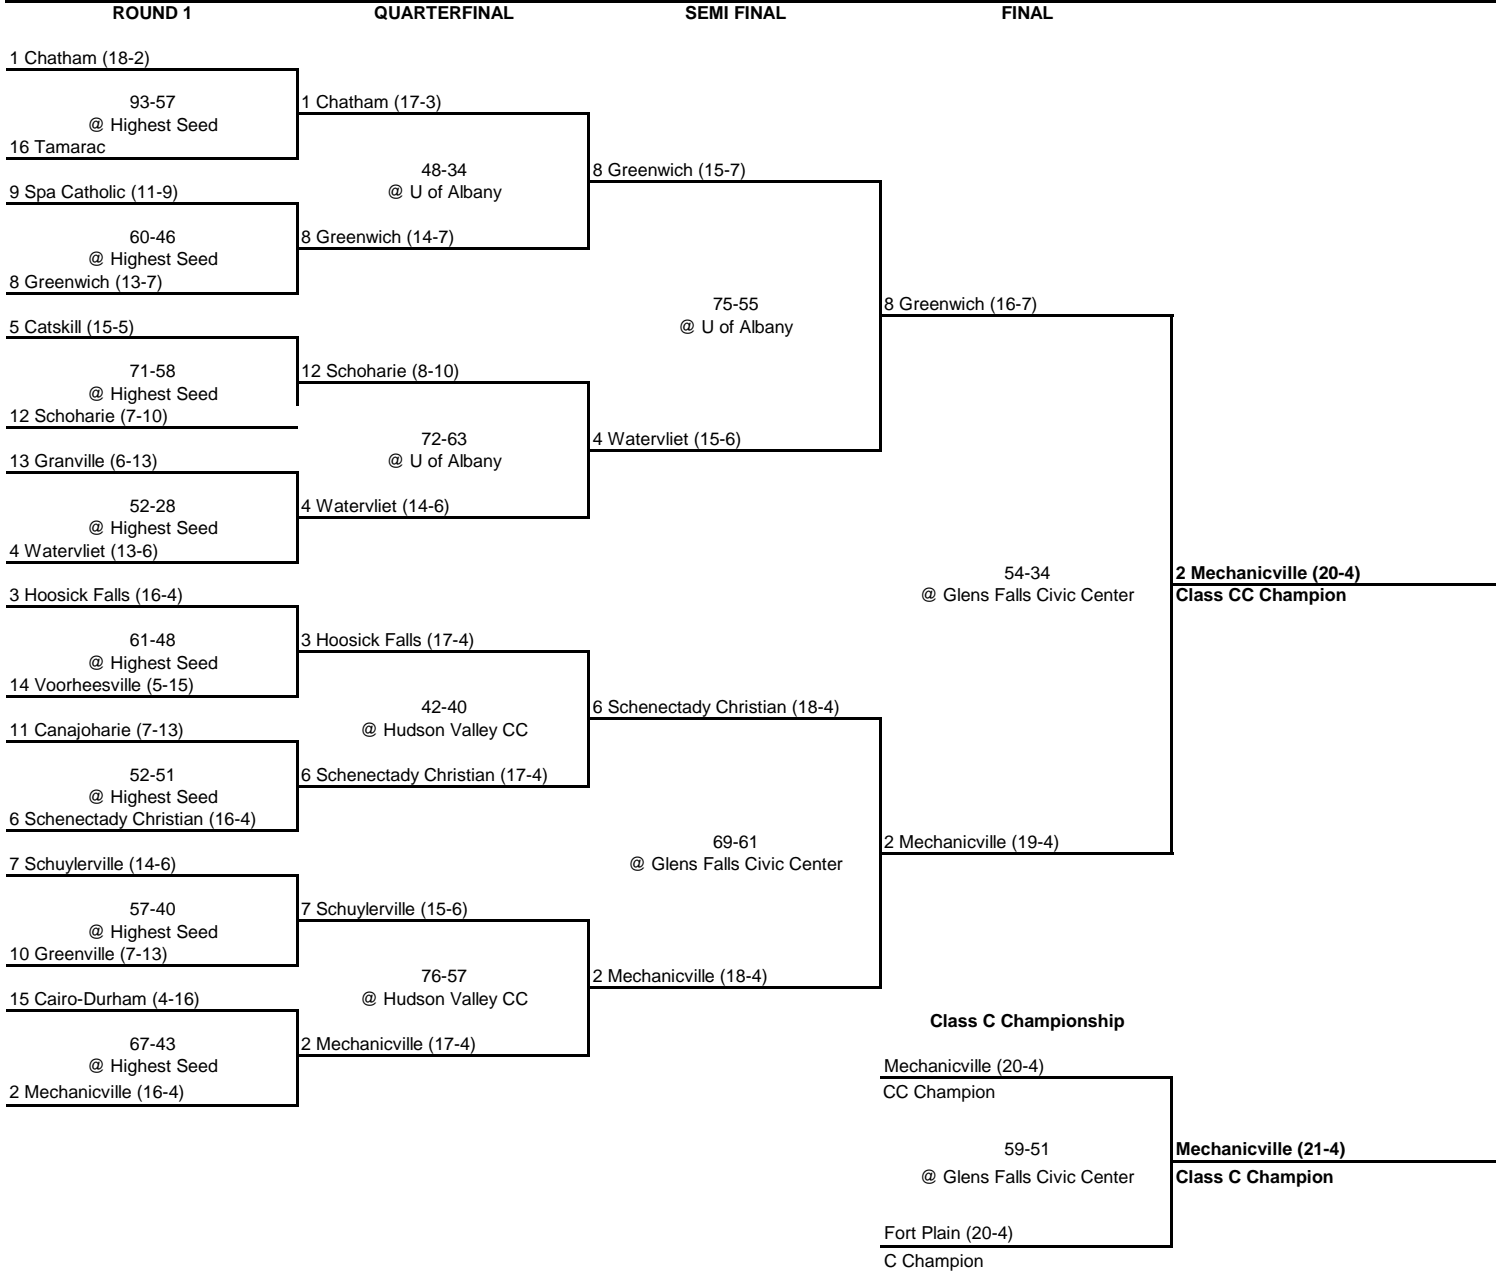 ROUND 1 QUARTERFINAL SEMI FINAL FINAL
1 Chatham (18-2)
93-57
@ Highest Seed
16 Tamarac
9 Spa Catholic (11-9)
60-46
@ Highest Seed
8 Greenwich (13-7)
5 Catskill (15-5)
71-58
@ Highest Seed
12 Schoharie (7-10)
13 Granville (6-13)
52-28
@ Highest Seed
4 Watervliet (13-6)
3 Hoosick Falls (16-4)
61-48
@ Highest Seed
14 Voorheesville (5-15)
11 Canajoharie (7-13)
52-51
@ Highest Seed
6 Schenectady Christian (16-4)
7 Schuylerville (14-6)
57-40
@ Highest Seed
10 Greenville (7-13)
15 Cairo-Durham (4-16)
67-43
@ Highest Seed
2 Mechanicville (16-4)
1 Chatham (17-3)
48-34
@ U of Albany
8 Greenwich (14-7)
12 Schoharie (8-10)
72-63
@ U of Albany
4 Watervliet (14-6)
3 Hoosick Falls (17-4)
42-40
@ Hudson Valley CC
6 Schenectady Christian (17-4)
7 Schuylerville (15-6)
76-57
@ Hudson Valley CC
2 Mechanicville (17-4)
8 Greenwich (15-7)
75-55
@ U of Albany
4 Watervliet (15-6)
6 Schenectady Christian (18-4)
69-61
@ Glens Falls Civic Center
2 Mechanicville (18-4)
8 Greenwich (16-7)
54-34
@ Glens Falls Civic Center
2 Mechanicville (19-4)
2 Mechanicville (20-4)
Class CC Champion
Class C Championship
Mechanicville (20-4)
CC Champion
59-51
@ Glens Falls Civic Center
Fort Plain (20-4)
C Champion
Mechanicville (21-4)
Class C Champion